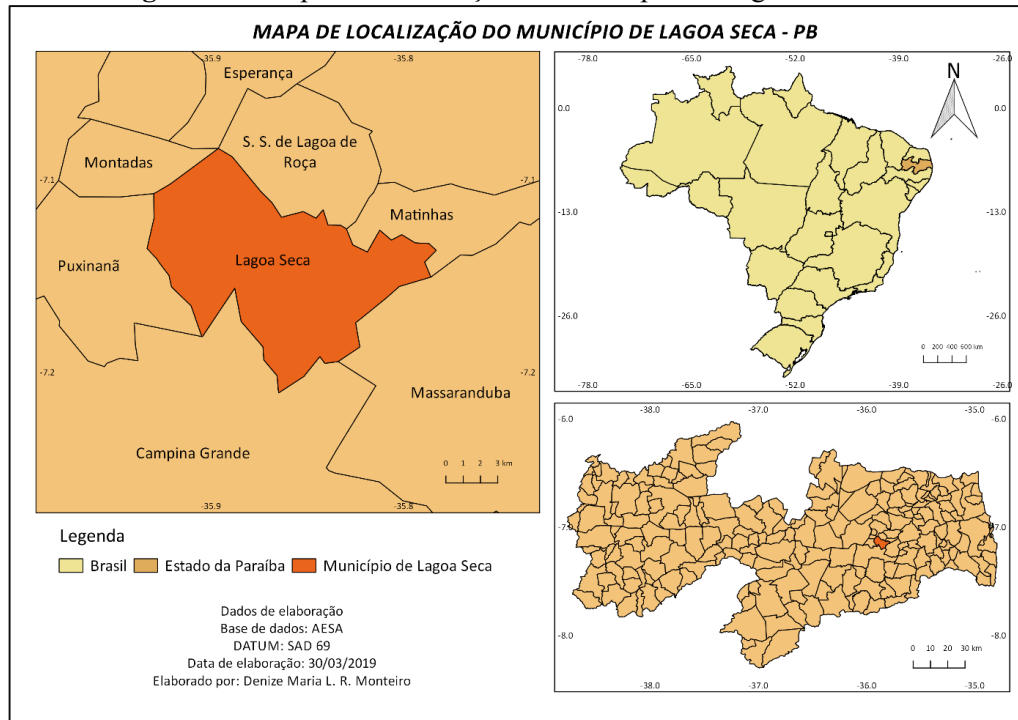 MAPA DE LOCALIZAÇÃO DO MUNICÍPIO DE LAGOA SECA - PB
-35.9 -35.8
Esperança
S. S. de Lagoa de
Roça
Montadas
-7.1 -7.1
Matinhas
Puxinanã
Lagoa Seca
-7.2 -7.2
Massaranduba
Campina Grande
0 1 2 3 km
-35.9 -35.8
-78.0 -65.0 -52.0 -39.0 -26.0
N
0.0 0.0
-13.0 -13.0
-26.0 -26.0
0 200 400 600 km
-78.0 -65.0 -52.0 -39.0 -26.0
-38.0 -37.0 -36.0 -35.0
-6.0 -6.0
-7.0 -7.0
-8.0 -8.0
0 10 20 30 km
-38.0 -37.0 -36.0 -35.0
Legenda
Brasil Estado da Paraíba Município de Lagoa Seca
Dados de elaboração
Base de dados: AESA
DATUM: SAD 69
Data de elaboração: 30/03/2019
Elaborado por: Denize Maria L. R. Monteiro